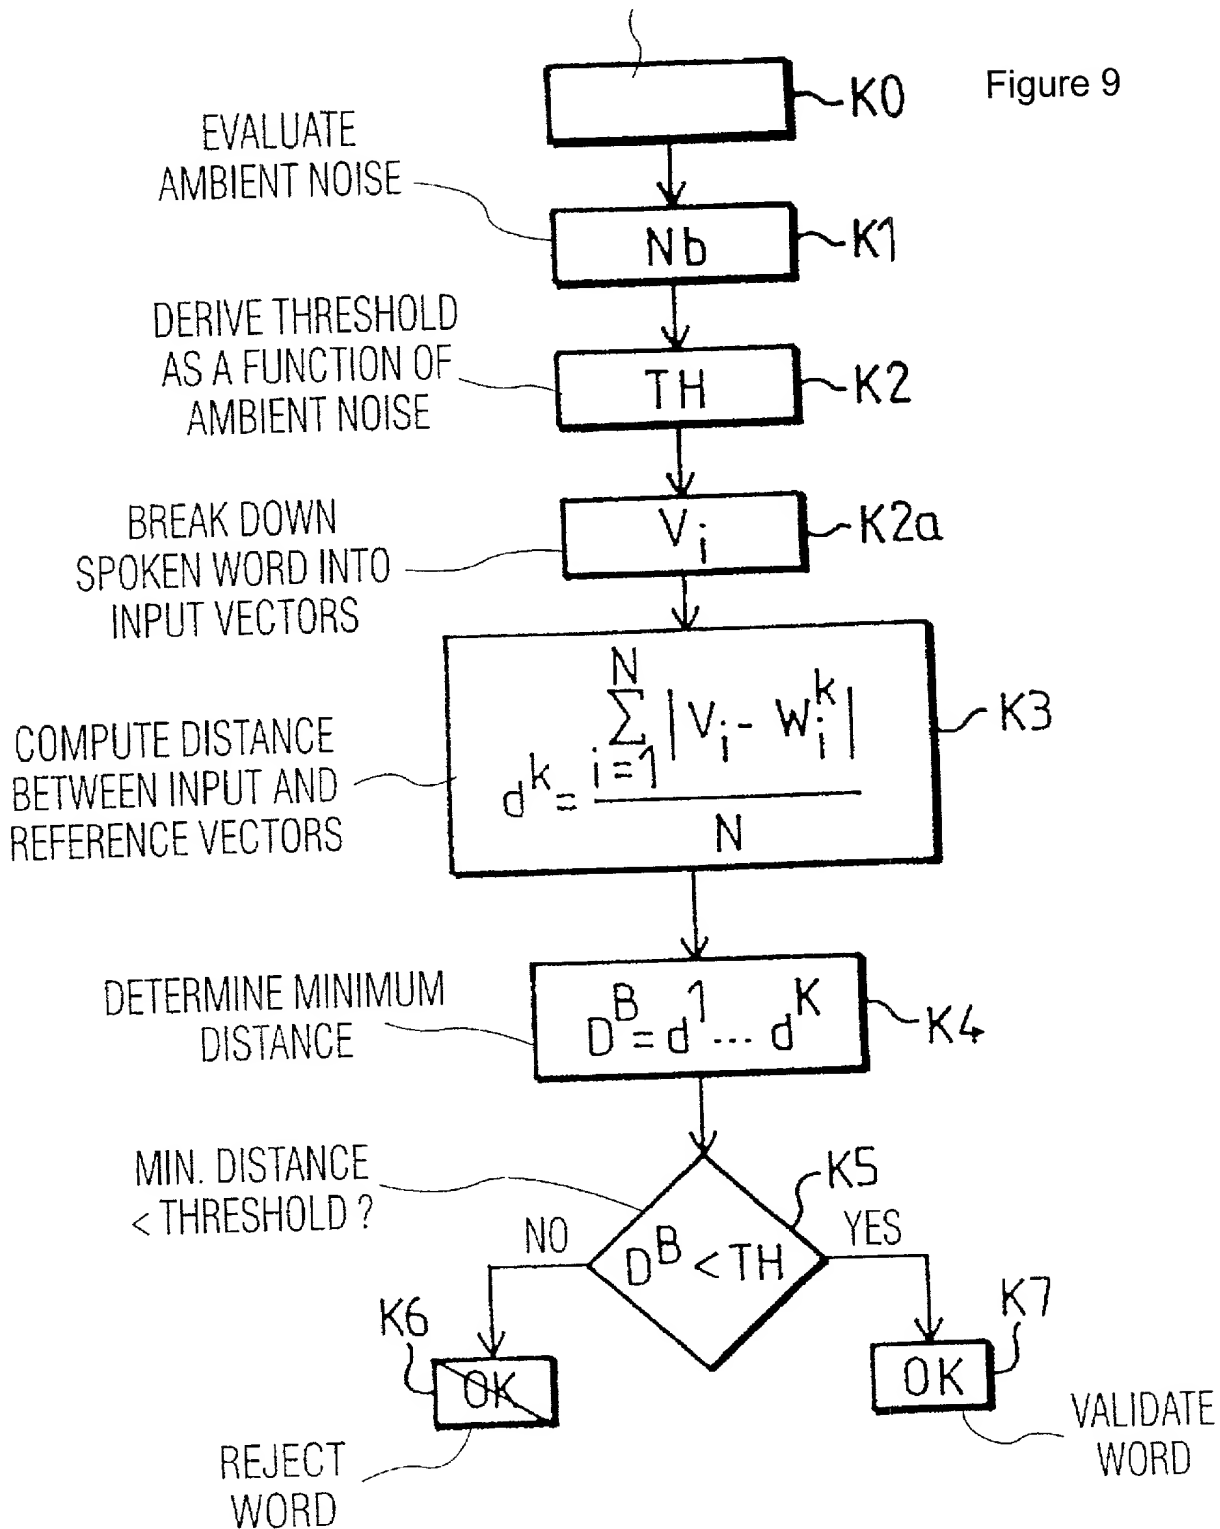 Figure 9
K0
EVALUATE
AMBIENT NOISE
Nb
K1
DERIVE THRESHOLD
AS A FUNCTION OF
AMBIENT NOISE
TH
K2
BREAK DOWN
SPOKEN WORD INTO
INPUT VECTORS
V_i
K2a
COMPUTE DISTANCE
BETWEEN INPUT AND
REFERENCE VECTORS
d^k = ∑_{i=1}^{N} |V_i - W_i^k| / N
K3
DETERMINE MINIMUM
DISTANCE
D^B = d^1 ... d^K
K4
MIN. DISTANCE
< THRESHOLD ?
K5
NO
D^B < TH
YES
K6
OK
REJECT
WORD
K7
OK
VALIDATE
WORD